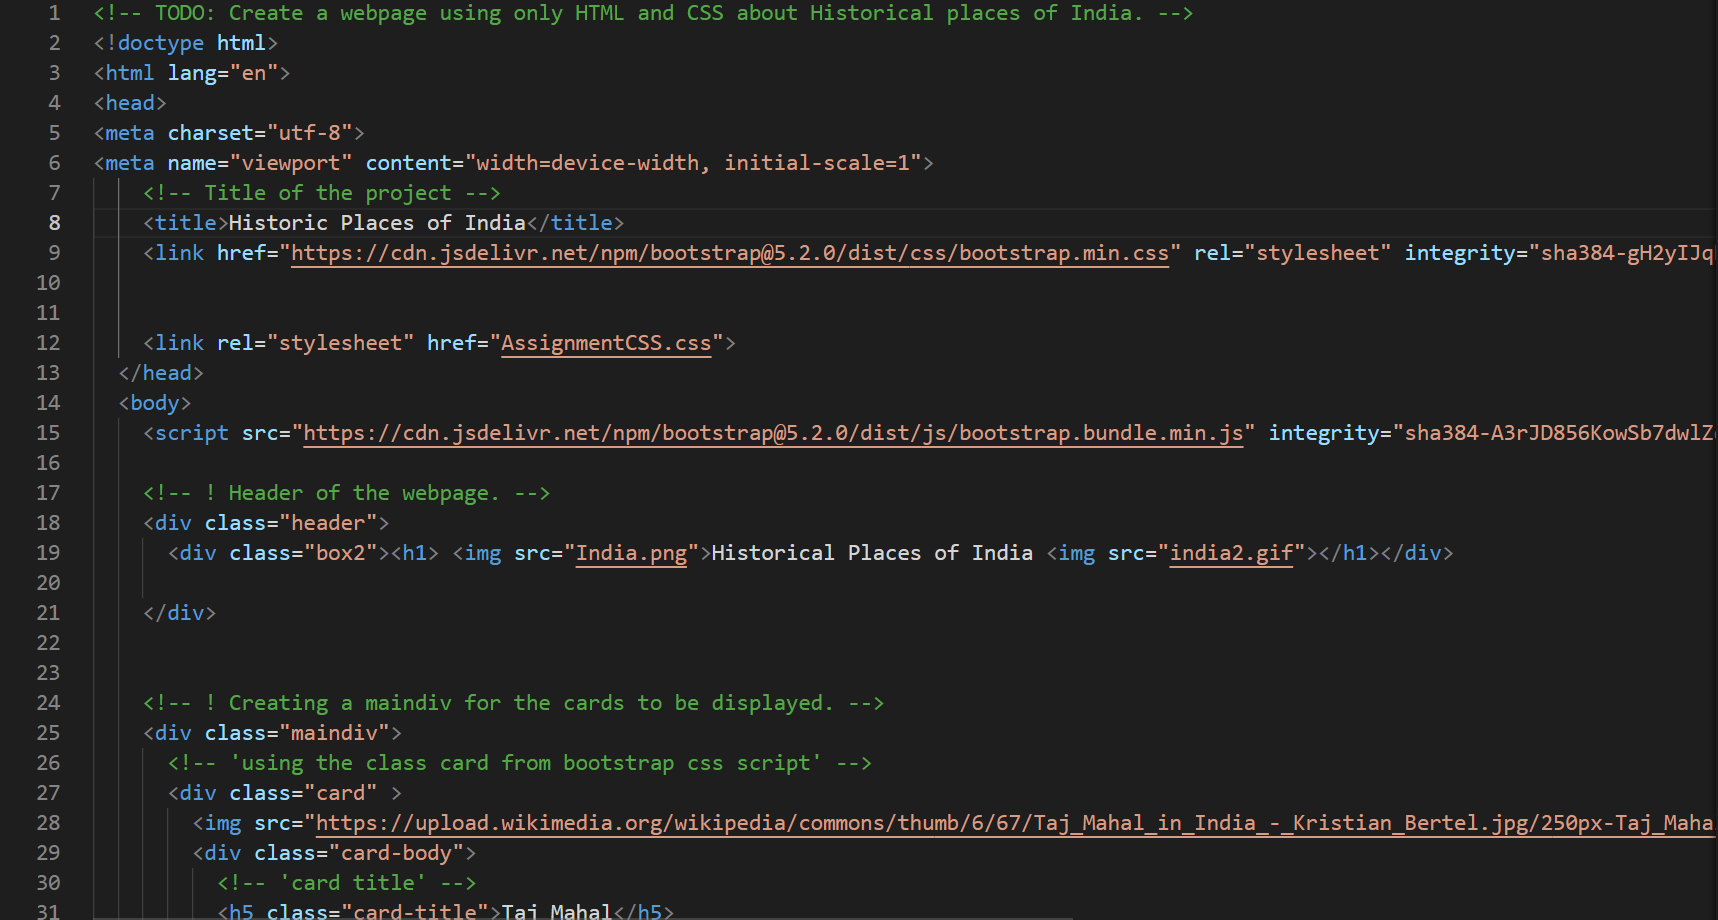 1 <!-- TODO: Create a webpage using only HTML and CSS about Historical places of India. -->
2 <!doctype html>
3 <html lang="en">
4 <head>
5 <meta charset="utf-8">
6 <meta name="viewport" content="width=device-width, initial-scale=1">
7 <!-- Title of the project -->
8 <title>Historic Places of India</title>
9 <link href="https://cdn.jsdelivr.net/npm/bootstrap@5.2.0/dist/css/bootstrap.min.css" rel="stylesheet" integrity="sha384-gH2yIJq
10
11
12 <link rel="stylesheet" href="AssignmentCSS.css">
13 </head>
14 <body>
15 <script src="https://cdn.jsdelivr.net/npm/bootstrap@5.2.0/dist/js/bootstrap.bundle.min.js" integrity="sha384-A3rJD856KowSb7dwlZ
16
17 <!-- ! Header of the webpage. -->
18 <div class="header">
19 <div class="box2"><h1> <img src="India.png">Historical Places of India <img src="india2.gif"></h1></div>
20
21 </div>
22
23
24 <!-- ! Creating a maindiv for the cards to be displayed. -->
25 <div class="maindiv">
26 <!-- 'using the class card from bootstrap css script' -->
27 <div class="card" >
28 <img src="https://upload.wikimedia.org/wikipedia/commons/thumb/6/67/Taj_Mahal_in_India_-_Kristian_Bertel.jpg/250px-Taj_Maha
29 <div class="card-body">
30 <!-- 'card title' -->
31 <h5 class="card-title">Taj Mahal</h5>